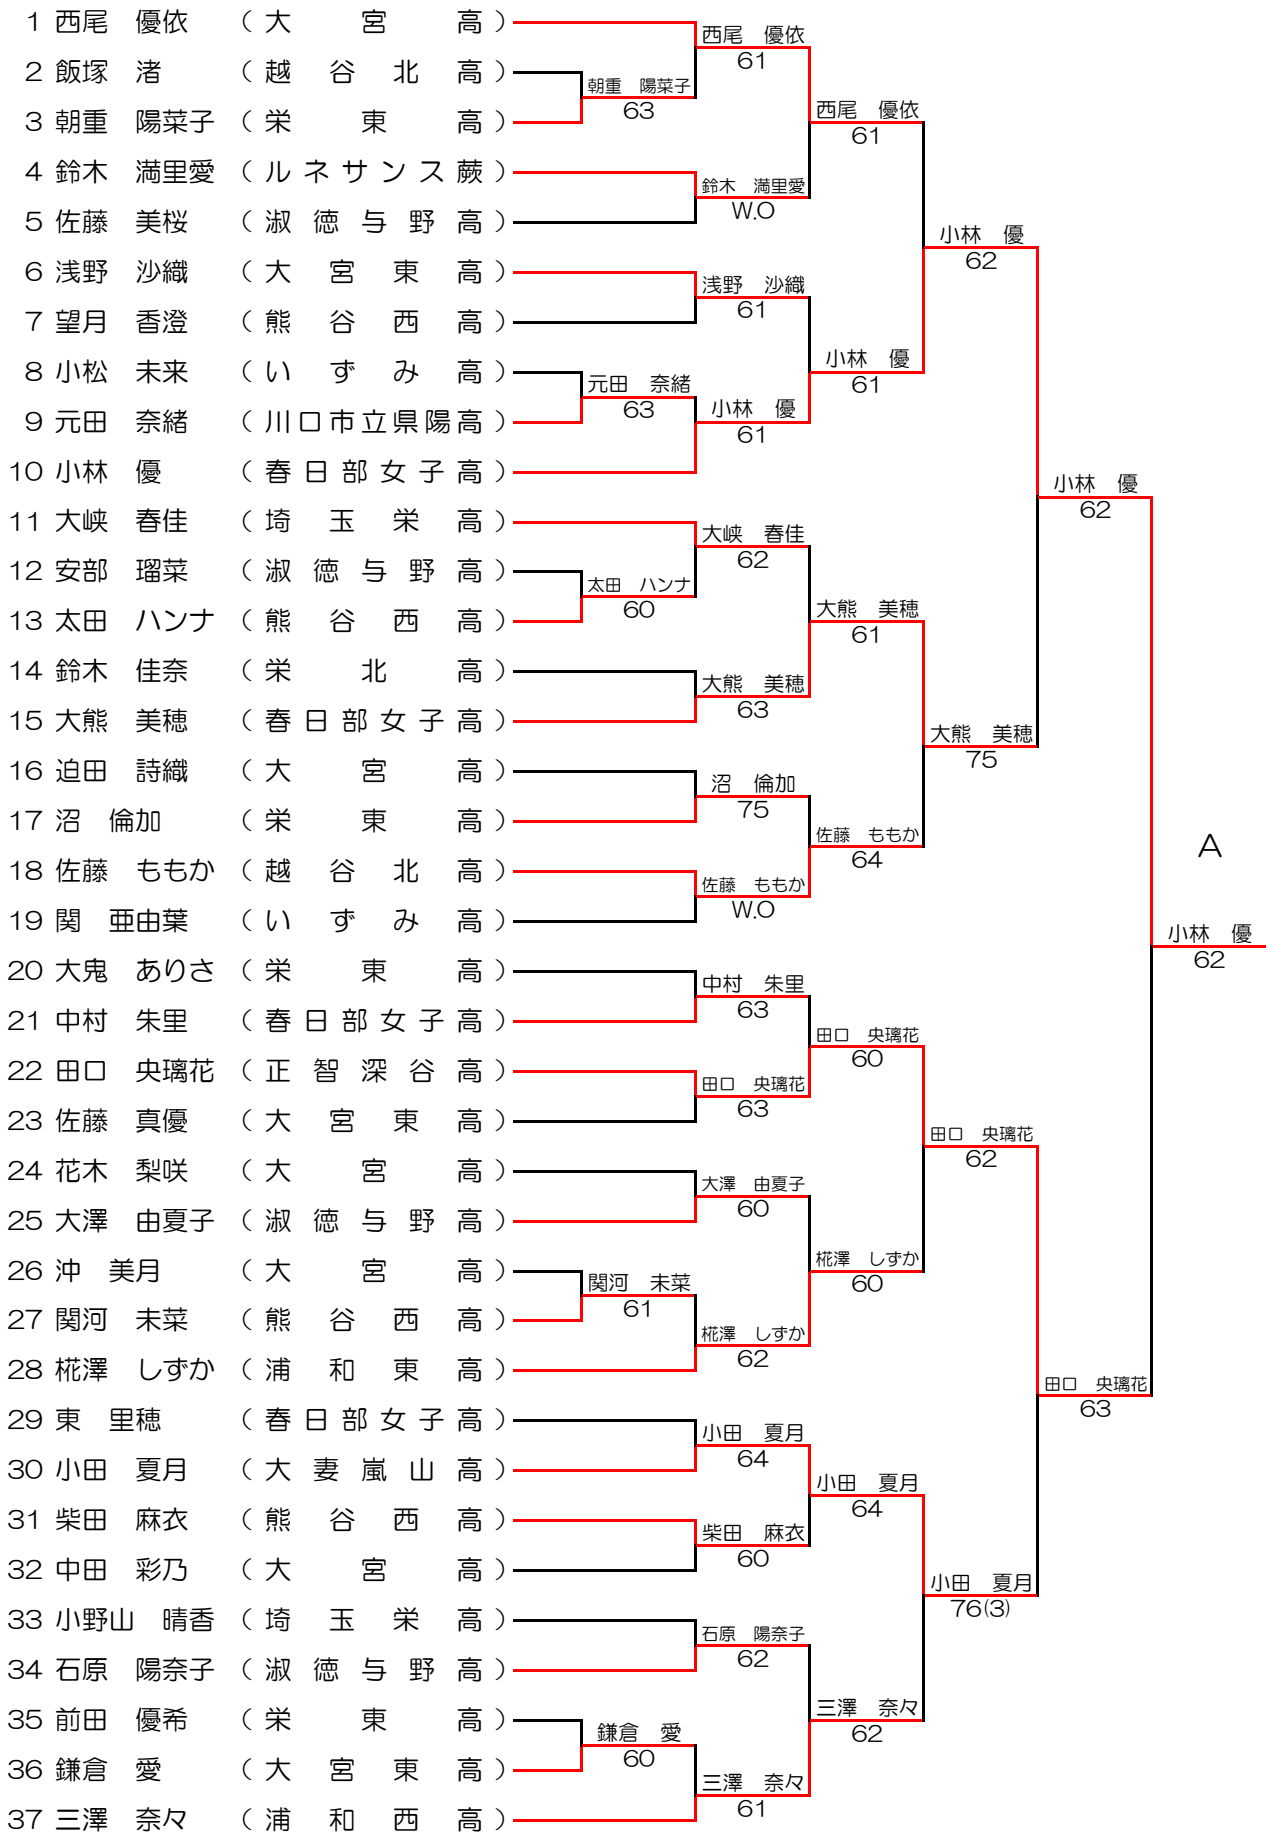 1 西尾 優依 （大宮高）
2 飯塚 渚 （越谷北高）
3 朝重 陽菜子 （栄東高）
4 鈴木 満里愛 （ルネサンス蕨）
5 佐藤 美桜 （淑徳与野高）
6 浅野 沙織 （大宮東高）
7 望月 香澄 （熊谷西高）
8 小松 未来 （いずみ高）
9 元田 奈緒 （川口市立県陽高）
10 小林 優 （春日部女子高）
11 大峡 春佳 （埼玉栄高）
12 安部 瑠菜 （淑徳与野高）
13 太田 ハンナ （熊谷西高）
14 鈴木 佳奈 （栄北高）
15 大熊 美穂 （春日部女子高）
16 迫田 詩織 （大宮高）
17 沼 倫加 （栄東高）
18 佐藤 ももか （越谷北高）
19 関 亜由葉 （いずみ高）
20 大鬼 ありさ （栄東高）
21 中村 朱里 （春日部女子高）
22 田口 央璃花 （正智深谷高）
23 佐藤 真優 （大宮東高）
24 花木 梨咲 （大宮高）
25 大澤 由夏子 （淑徳与野高）
26 沖 美月 （大宮高）
27 関河 未菜 （熊谷西高）
28 椛澤 しずか （浦和東高）
29 東 里穂 （春日部女子高）
30 小田 夏月 （大妻嵐山高）
31 柴田 麻衣 （熊谷西高）
32 中田 彩乃 （大宮高）
33 小野山 晴香 （埼玉栄高）
34 石原 陽奈子 （淑徳与野高）
35 前田 優希 （栄東高）
36 鎌倉 愛 （大宮東高）
37 三澤 奈々 （浦和西高）
朝重 陽菜子
63
元田 奈緒
63
太田 ハンナ
60
関河 未菜
61
鎌倉 愛
60
西尾 優依
61
鈴木 満里愛
W.O
浅野 沙織
61
小林 優
61
大峡 春佳
62
大熊 美穂
63
沼 倫加
75
佐藤 ももか
W.O
中村 朱里
63
田口 央璃花
63
大澤 由夏子
60
椛澤 しずか
62
小田 夏月
64
柴田 麻衣
60
石原 陽奈子
62
三澤 奈々
61
西尾 優依
61
小林 優
61
大熊 美穂
61
佐藤 ももか
64
田口 央璃花
60
椛澤 しずか
60
小田 夏月
64
三澤 奈々
62
小林 優
62
大熊 美穂
75
田口 央璃花
62
小田 夏月
76(3)
小林 優
62
田口 央璃花
63
A
小林 優
62